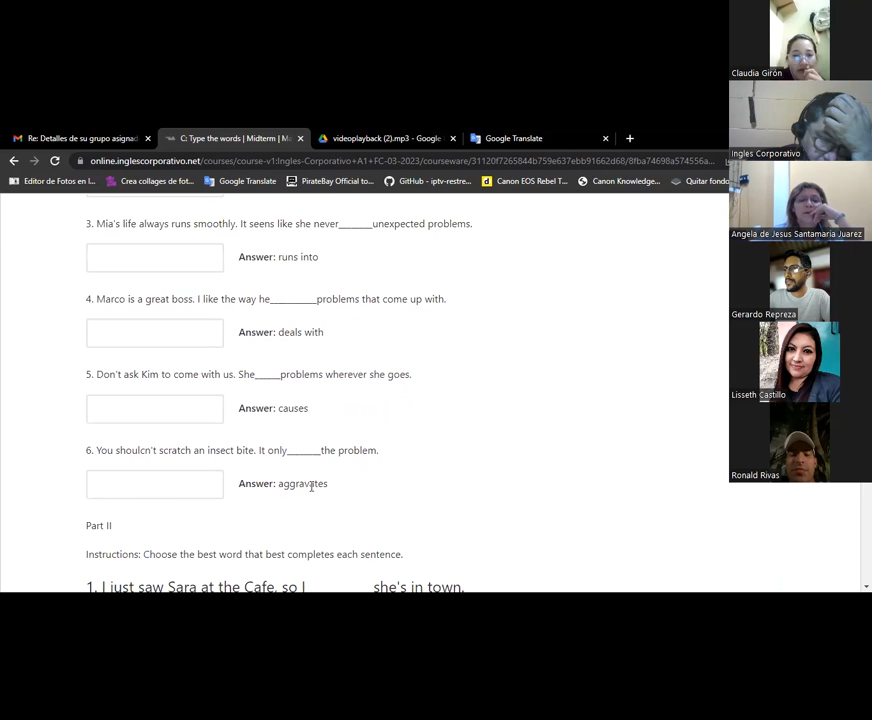 Claudia Girón
Re: Detalles de su grupo asignad
C: Type the words | Midterm | Ma
videoplayback (2).mp3 - Google
Google Translate
Ingles Corporativo
online.inglescorporativo.net/courses/course-v1:Ingles-Corporativo+A1+FC-03-2023/courseware/31120f7265844b759e637ebb91662d68/8fba74698a574556a...
Editor de Fotos en l...
Crea collages de fot...
Google Translate
PirateBay Official to...
GitHub - iptv-restre...
Canon EOS Rebel T...
Canon Knowledge...
Quitar fondo
3. Mia's life always runs smoothly. It seens like she never______unexpected problems.
Angela de Jesus Santamaria Juarez
Answer: runs into
4. Marco is a great boss. I like the way he________problems that come up with.
Gerardo Repreza
Answer: deals with
5. Don't ask Kim to come with us. She_____problems wherever she goes.
Lisseth Castillo
Answer: causes
6. You shoulcn't scratch an insect bite. It only______the problem.
Ronald Rivas
Answer: aggravates
Part II
Instructions: Choose the best word that best completes each sentence.
1. I just saw Sara at the Cafe, so I ______ she's in town.